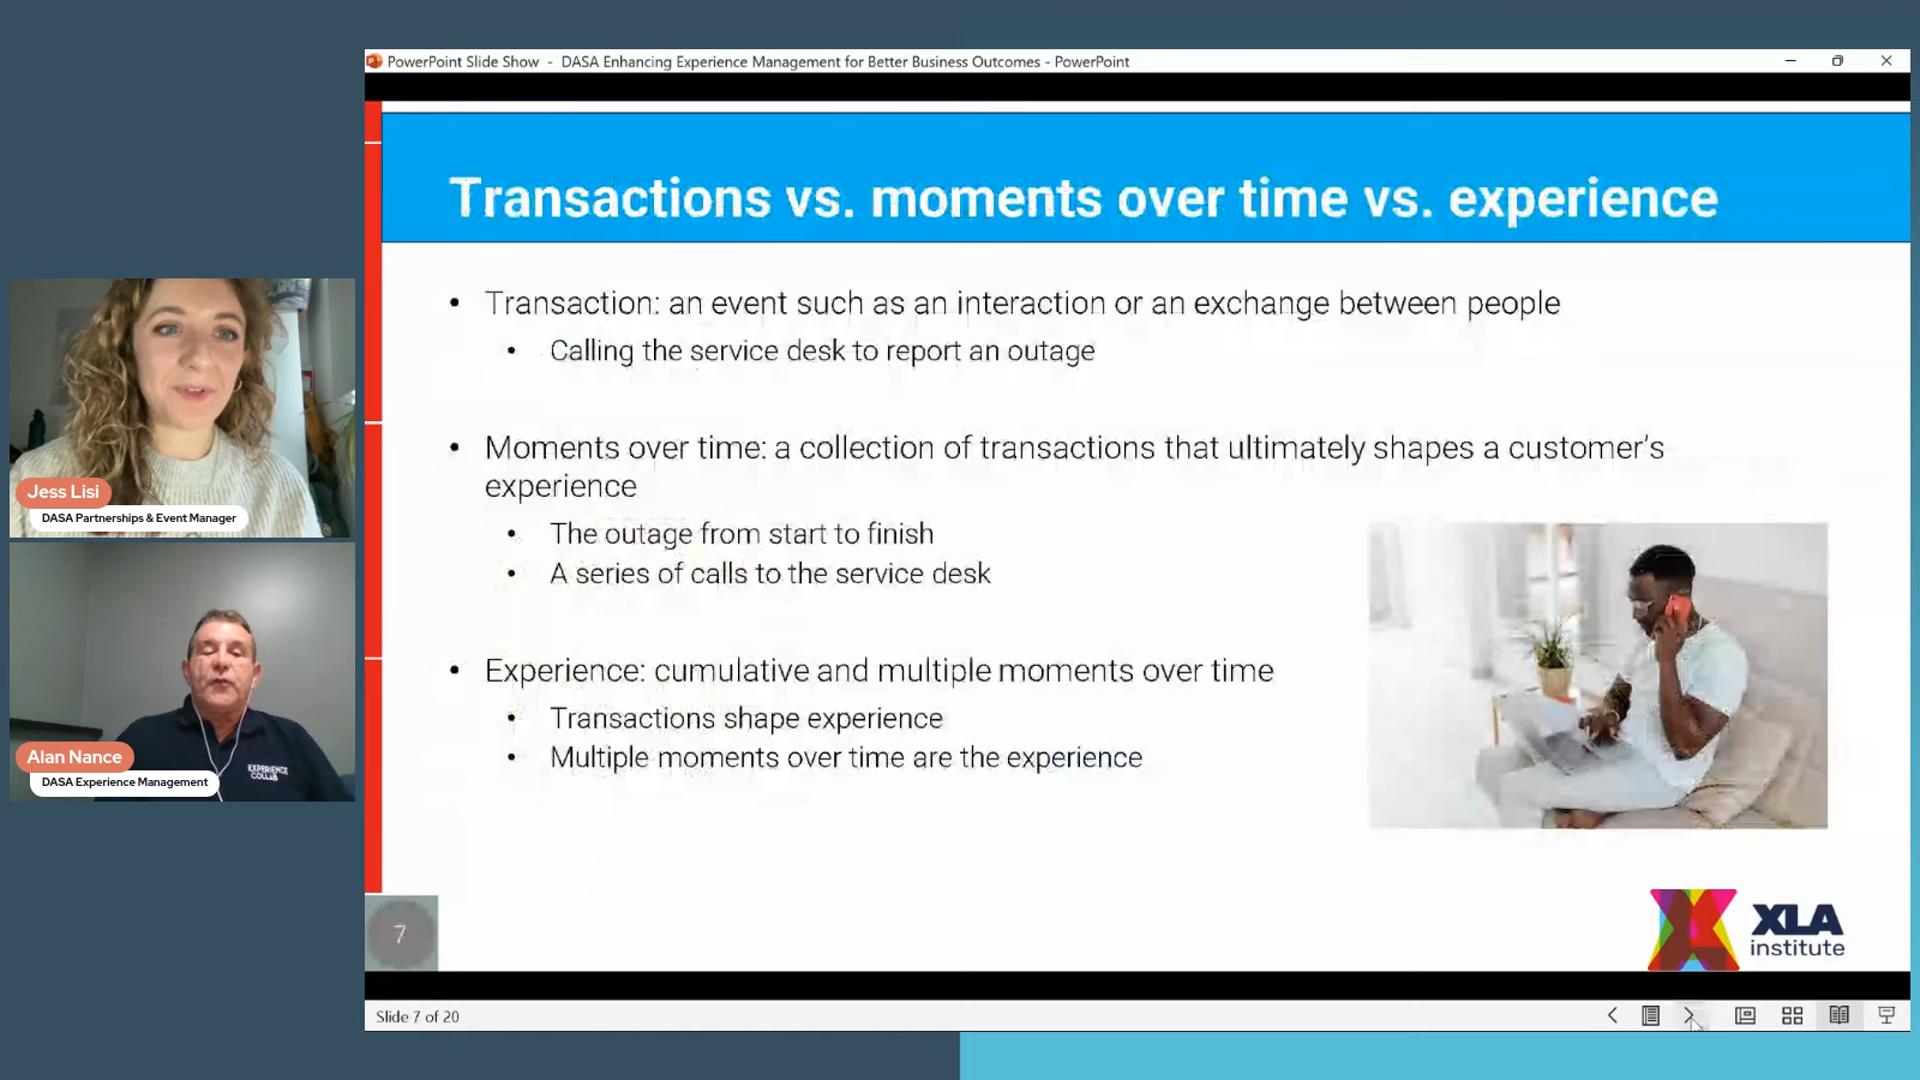 PowerPoint Slide Show - DASA Enhancing Experience Management for Better Business Outcomes - PowerPoint
Transactions vs. moments over time vs. experience
• Transaction: an event such as an interaction or an exchange between people
• Calling the service desk to report an outage
• Moments over time: a collection of transactions that ultimately shapes a customer's
experience
• The outage from start to finish
• A series of calls to the service desk
• Experience: cumulative and multiple moments over time
• Transactions shape experience
• Multiple moments over time are the experience
Jess Lisi
DASA Partnerships & Event Manager
EXPERIENCE
COLLAB
Alan Nance
DASA Experience Management
7
XLA
institute
Slide 7 of 20